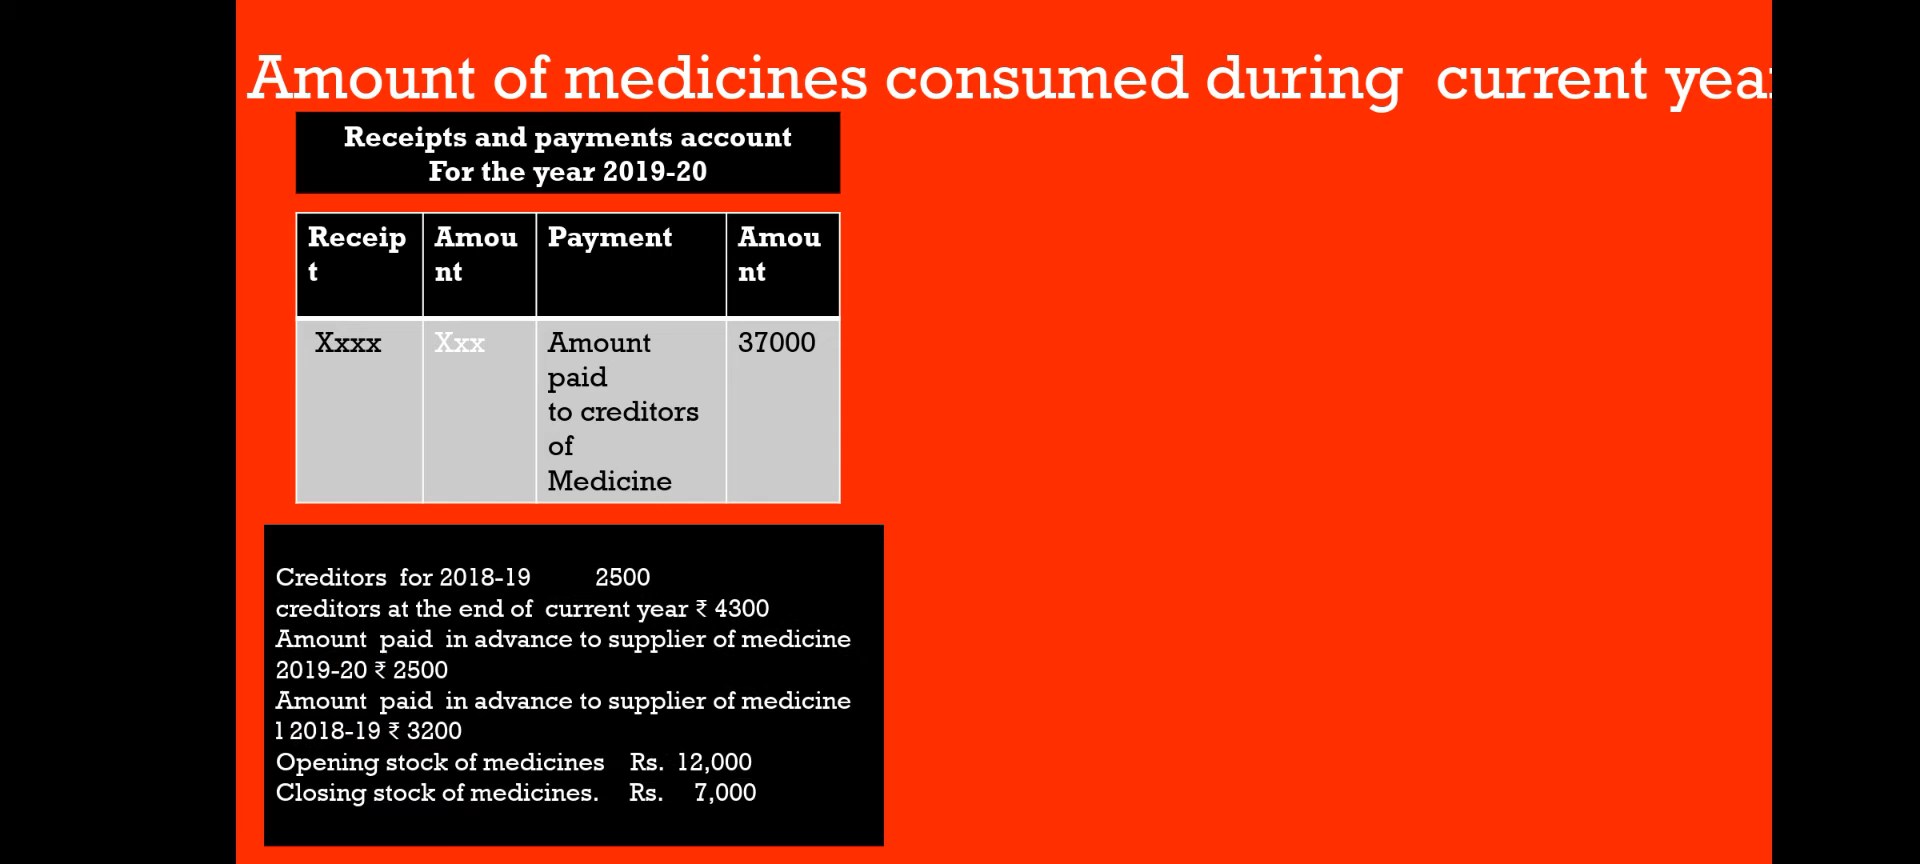 Amount of medicines consumed during current year
Receipts and payments account
For the year 2019-20
Receip
t
Amou
nt
Payment
Amou
nt
Xxxx
Xxx
Amount
paid
to creditors
of
Medicine
37000
Creditors for 2018-19 2500
creditors at the end of current year ₹ 4300
Amount paid in advance to supplier of medicine
2019-20 ₹ 2500
Amount paid in advance to supplier of medicine
l 2018-19 ₹ 3200
Opening stock of medicines Rs. 12,000
Closing stock of medicines. Rs. 7,000